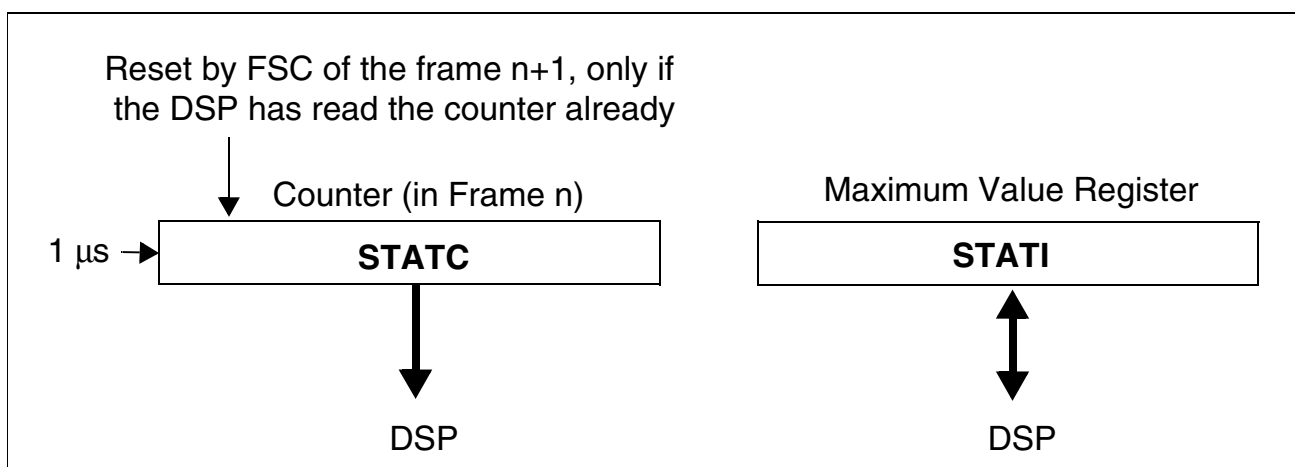 Reset by FSC of the frame n+1, only if
the DSP has read the counter already
Counter (in Frame n)
Maximum Value Register
1 μs
STATC
STATI
DSP
DSP